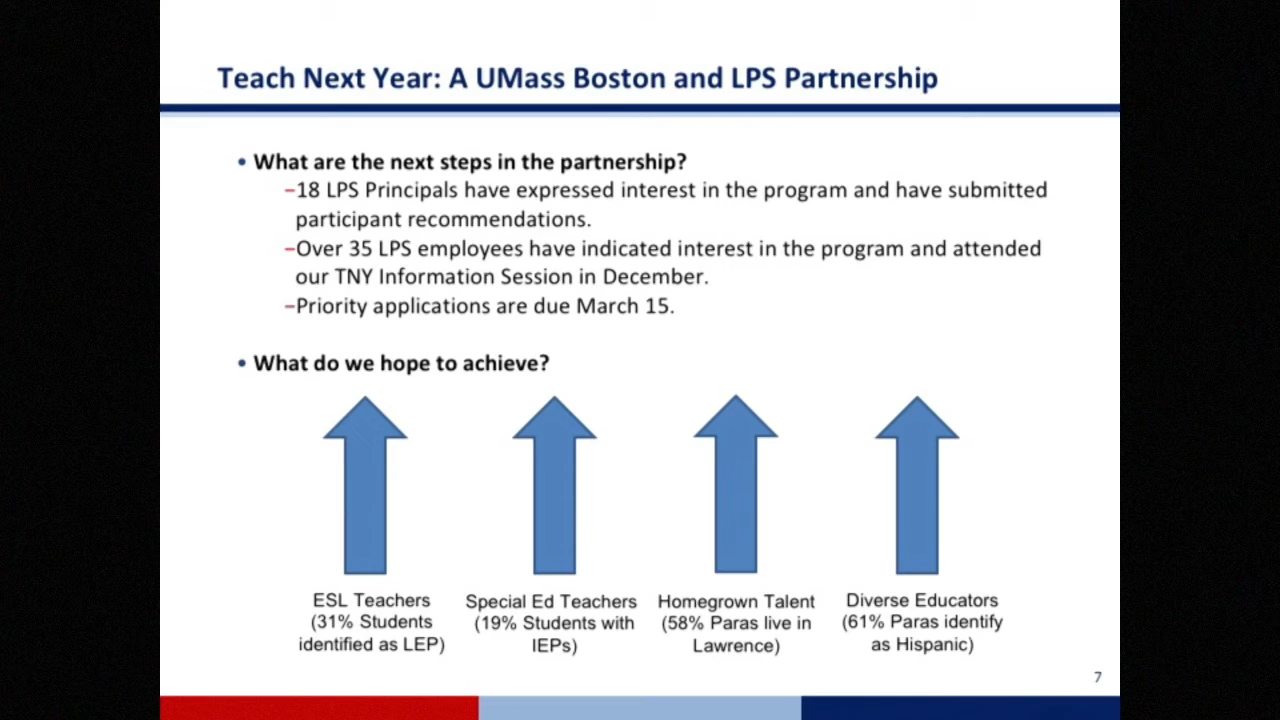 Teach Next Year: A UMass Boston and LPS Partnership
• What are the next steps in the partnership?
–18 LPS Principals have expressed interest in the program and have submitted
participant recommendations.
–Over 35 LPS employees have indicated interest in the program and attended
our TNY Information Session in December.
–Priority applications are due March 15.
• What do we hope to achieve?
ESL Teachers
(31% Students
identified as LEP)
Special Ed Teachers
(19% Students with
IEPs)
Homegrown Talent
(58% Paras live in
Lawrence)
Diverse Educators
(61% Paras identify
as Hispanic)
7